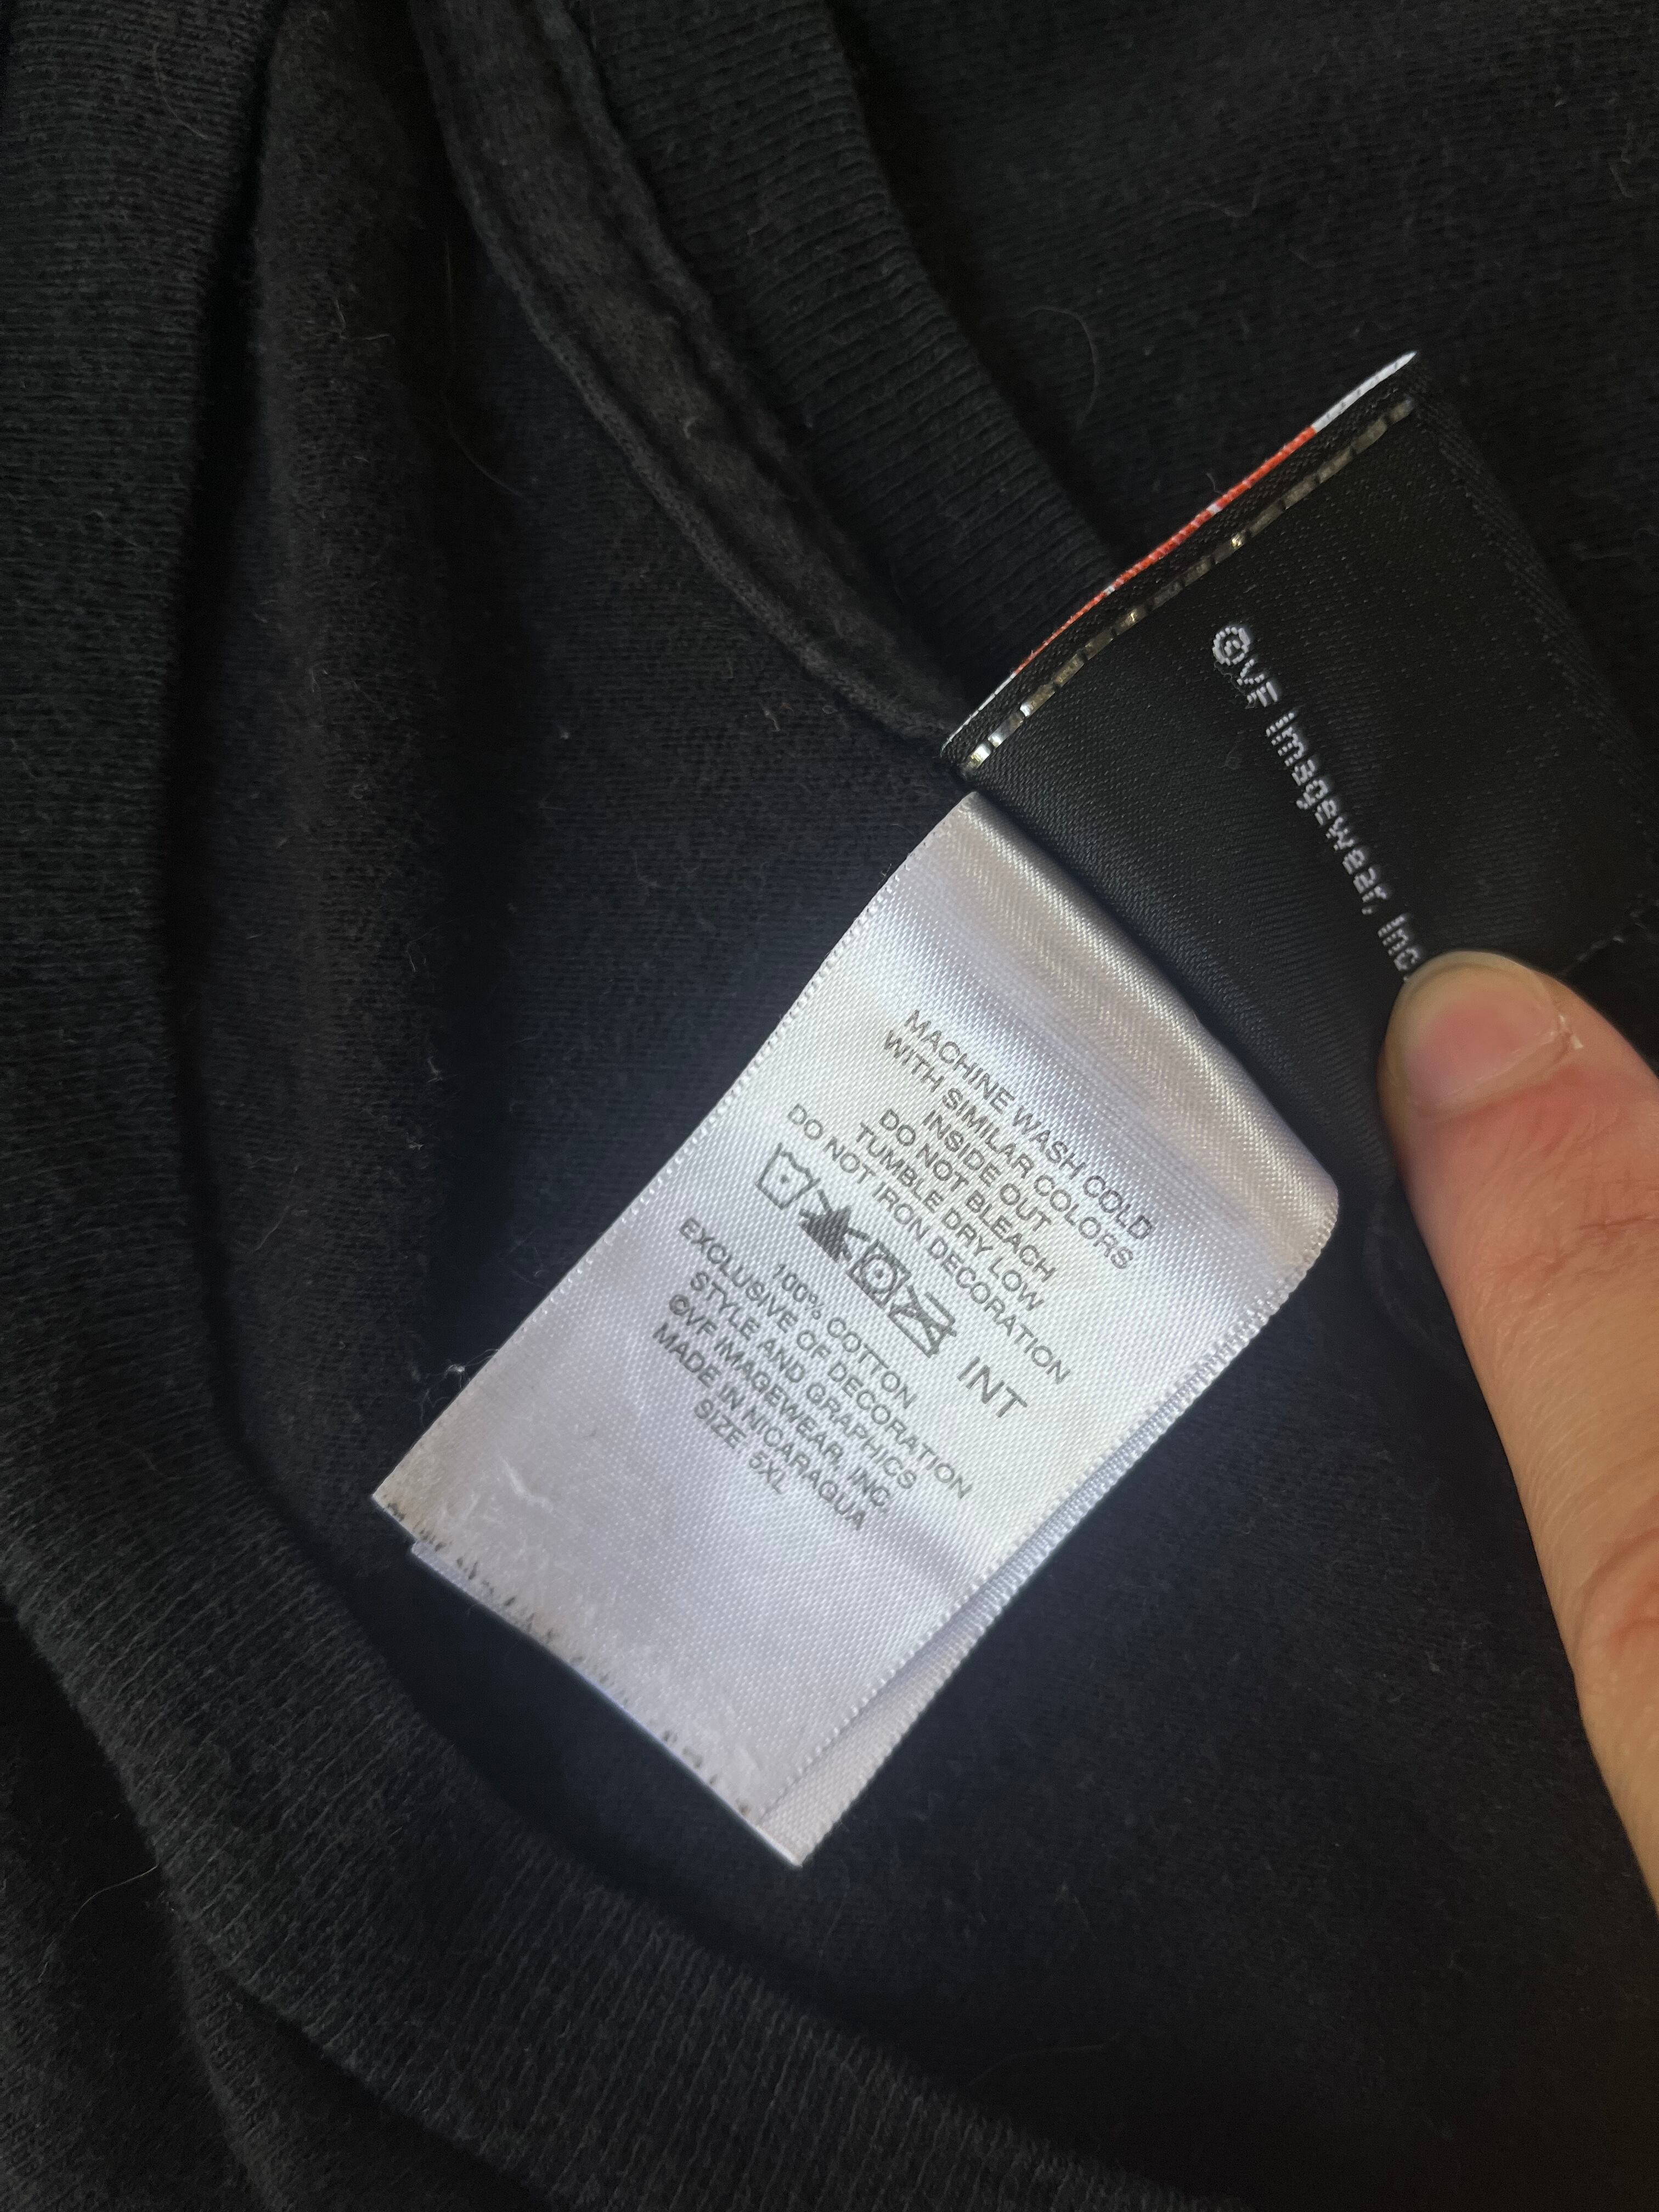 ©VF Imagewear, Inc.
MACHINE WASH COLD
WITH SIMILAR COLORS
INSIDE OUT
DO NOT BLEACH
TUMBLE DRY LOW
DO NOT IRON DECORATION
INT
100% COTTON
EXCLUSIVE OF DECORATION
STYLE AND GRAPHICS
©VF IMAGEWEAR, INC.
MADE IN NICARAGUA
SIZE 5XL